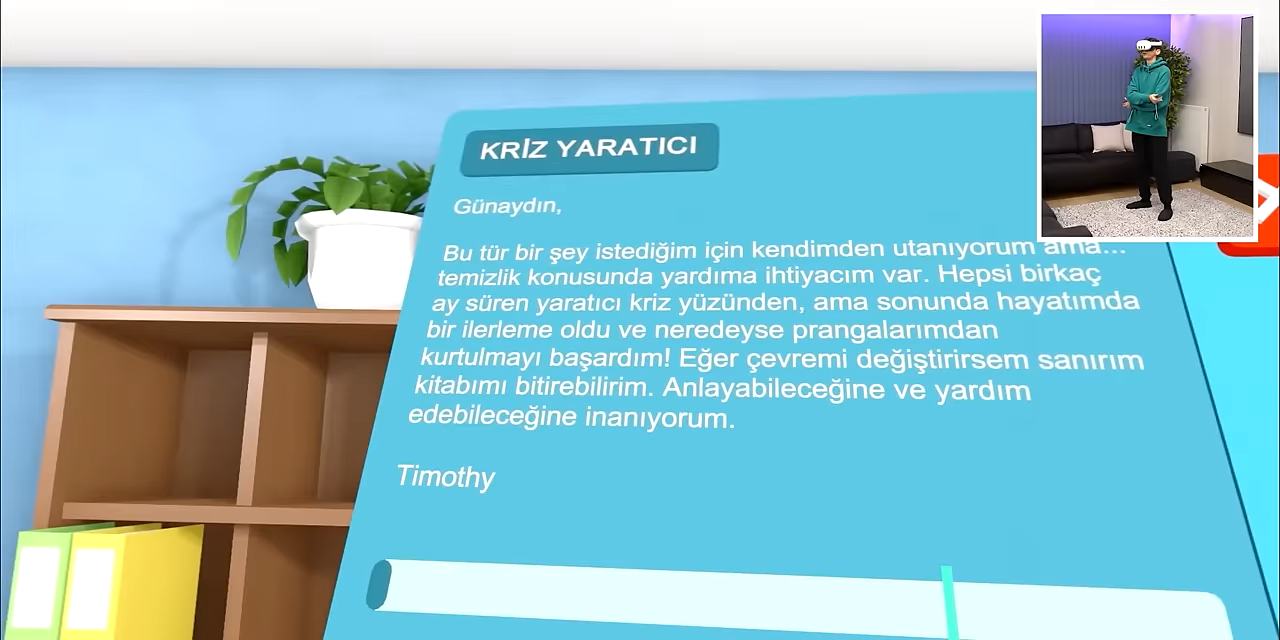 KRİZ YARATICI
Günaydın,
Bu tür bir şey istediğim için kendimden utanıyorum ama...
temizlik konusunda yardıma ihtiyacım var. Hepsi birkaç
ay süren yaratıcı kriz yüzünden, ama sonunda hayatımda
bir ilerleme oldu ve neredeyse prangalarımdan
kurtulmayı başardım! Eğer çevremi değiştirirsem sanırım
kitabımı bitirebilirim. Anlayabileceğine ve yardım
edebileceğine inanıyorum.
Timothy